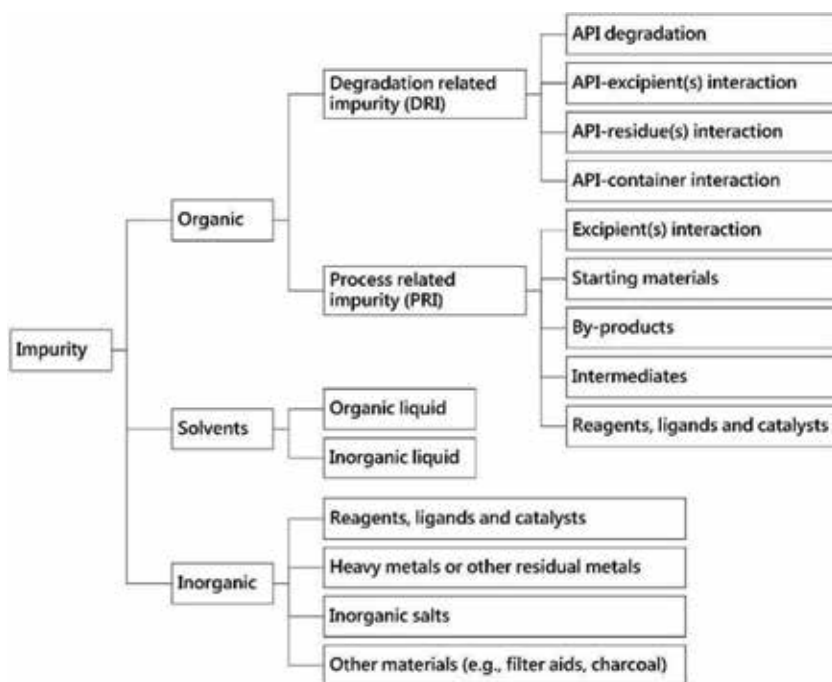 Impurity
Organic
Degradation related
impurity (DRI)
API degradation
API-excipient(s) interaction
API-residue(s) interaction
API-container interaction
Process related
impurity (PRI)
Excipient(s) interaction
Starting materials
By-products
Intermediates
Reagents, ligands and catalysts
Solvents
Organic liquid
Inorganic liquid
Inorganic
Reagents, ligands and catalysts
Heavy metals or other residual metals
Inorganic salts
Other materials (e.g., filter aids, charcoal)